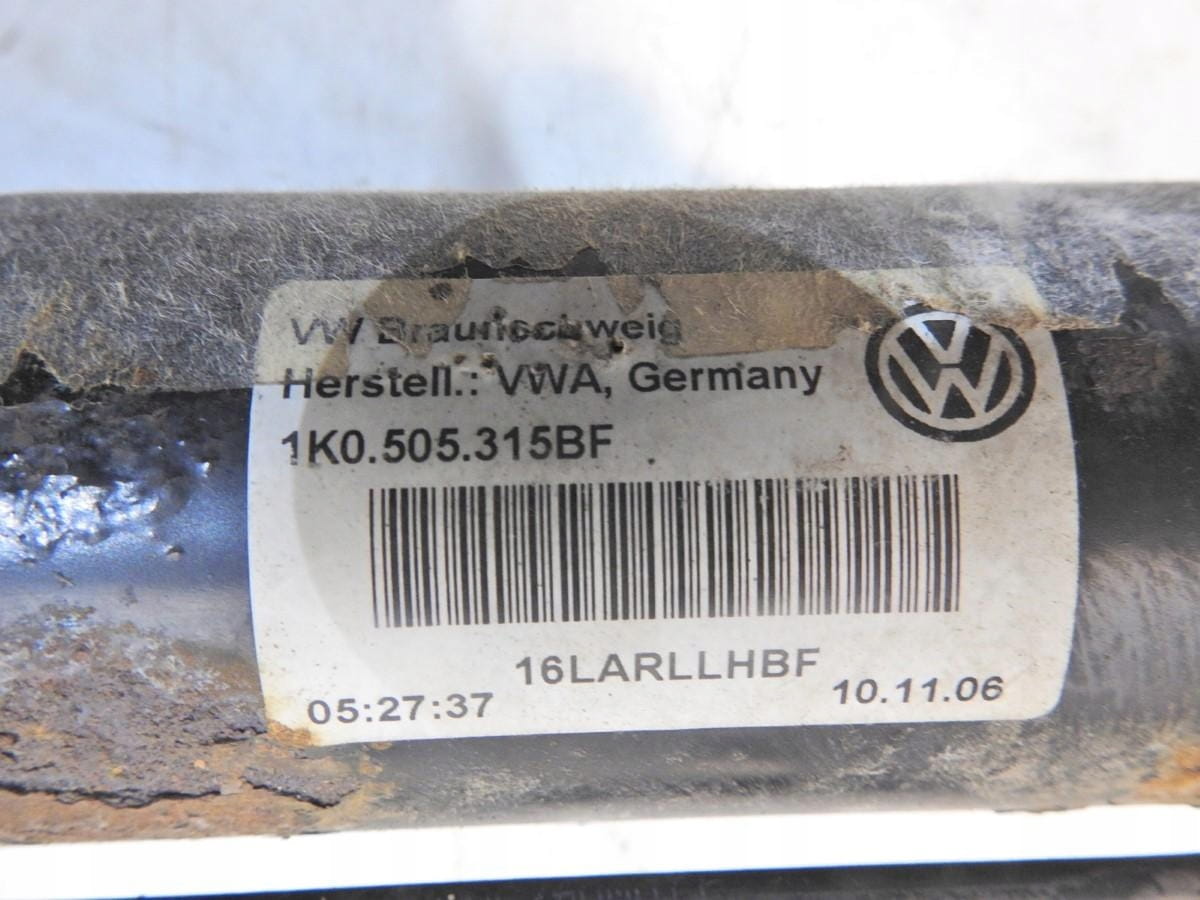 VW Braunschweig
Herstell.: VWA, Germany
1K0.505.315BF
16LARLLHBF
05:27:37
10.11.06